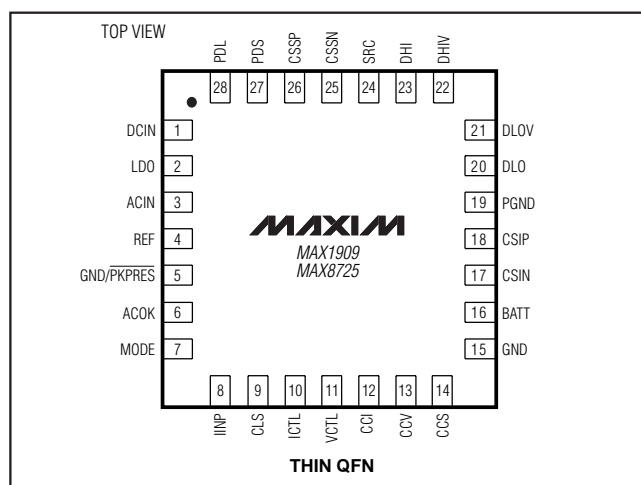 TOP VIEW
PDL
PDS
CSSP
CSSN
SRC
DHI
DHIV
28 27 26 25 24 23 22
DCIN 1
LDO 2
ACIN 3
REF 4
GND/PKPRES 5
ACOK 6
MODE 7
21 DLOV
20 DLO
19 PGND
18 CSIP
17 CSIN
16 BATT
15 GND
MAXIM
MAX1909
MAX8725
8 9 10 11 12 13 14
IINP
CLS
ICTL
VCTL
CCI
CCV
CCS
THIN QFN